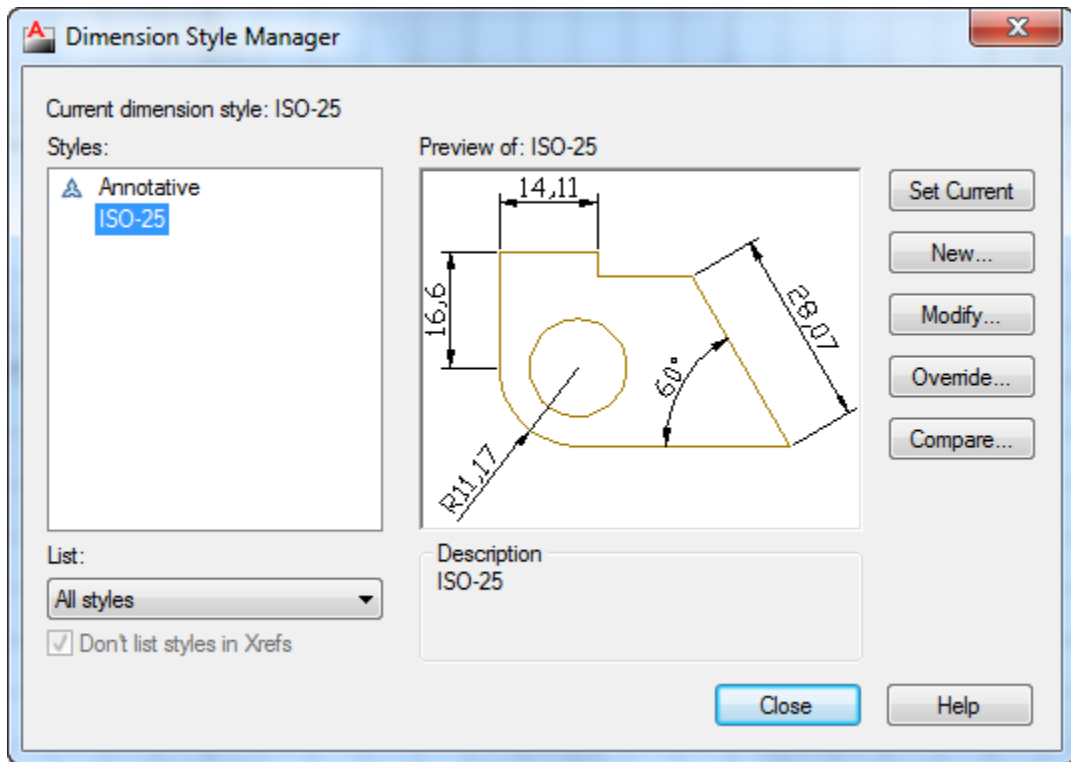 Dimension Style Manager
Current dimension style: ISO-25
Styles:
Annotative
ISO-25
List:
All styles
Don't list styles in Xrefs
Preview of: ISO-25
14,11
16,6
28,07
60°
R11,17
Description
ISO-25
Set Current
New...
Modify...
Override...
Compare...
Close
Help